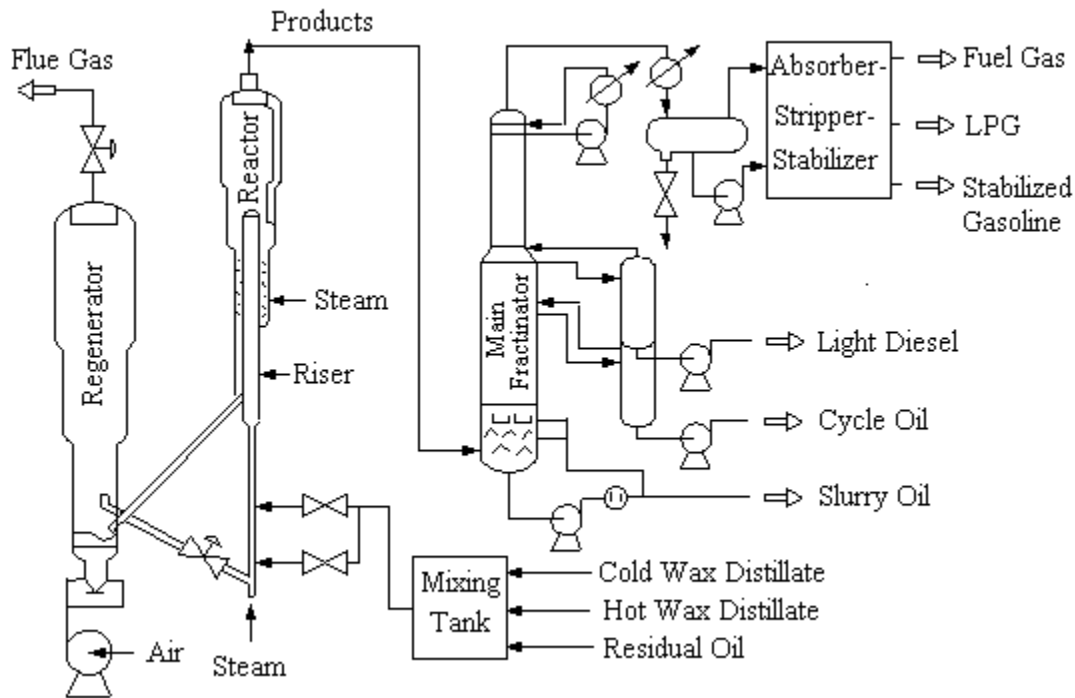 Products
Flue Gas
Reactor
Regenerator
Steam
Riser
Air
Steam
Main
Fractinator
Absorber-
Stripper-
Stabilizer
Fuel Gas
LPG
Stabilized
Gasoline
Light Diesel
Cycle Oil
Slurry Oil
Mixing
Tank
Cold Wax Distillate
Hot Wax Distillate
Residual Oil